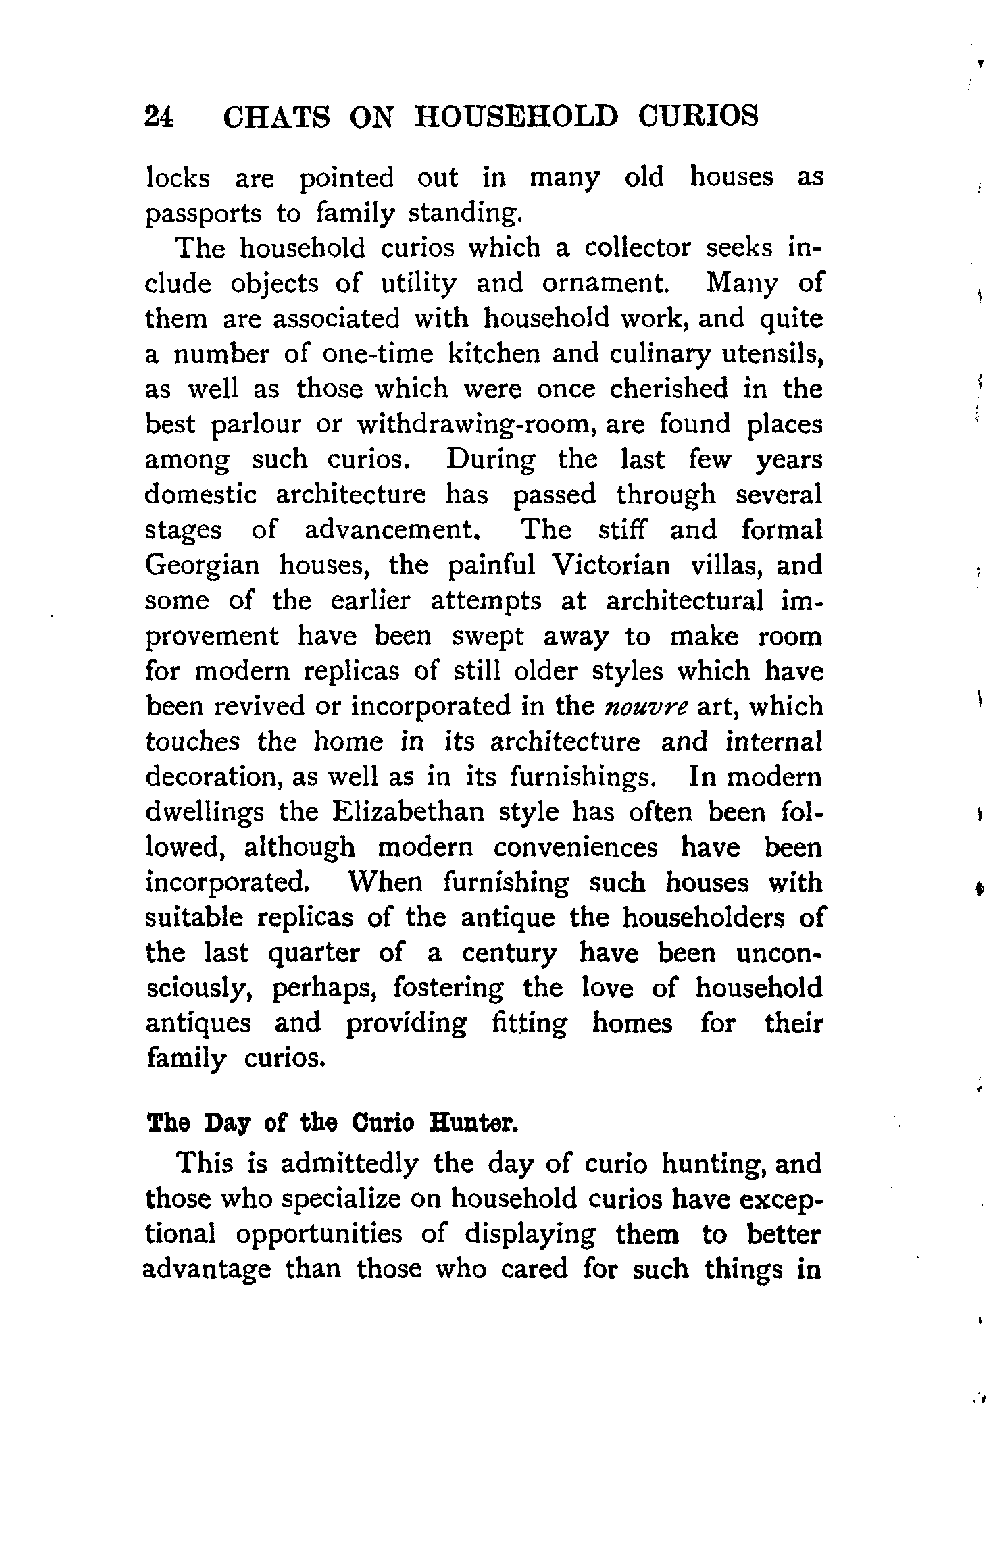 24 CHATS ON HOUSEHOLD CURIOS
locks are pointed out in many old houses as
passports to family standing.
The household curios which a collector seeks in-
clude objects of utility and ornament. Many of
them are associated with household work, and quite
a number of one-time kitchen and culinary utensils,
as well as those which were once cherished in the
best parlour or withdrawing-room, are found places
among such curios. During the last few years
domestic architecture has passed through several
stages of advancement. The stiff and formal
Georgian houses, the painful Victorian villas, and
some of the earlier attempts at architectural im-
provement have been swept away to make room
for modern replicas of still older styles which have
been revived or incorporated in the nouvre art, which
touches the home in its architecture and internal
decoration, as well as in its furnishings. In modern
dwellings the Elizabethan style has often been fol-
lowed, although modern conveniences have been
incorporated. When furnishing such houses with
suitable replicas of the antique the householders of
the last quarter of a century have been uncon-
sciously, perhaps, fostering the love of household
antiques and providing fitting homes for their
family curios.
The Day of the Curio Hunter.
This is admittedly the day of curio hunting, and
those who specialize on household curios have excep-
tional opportunities of displaying them to better
advantage than those who cared for such things in